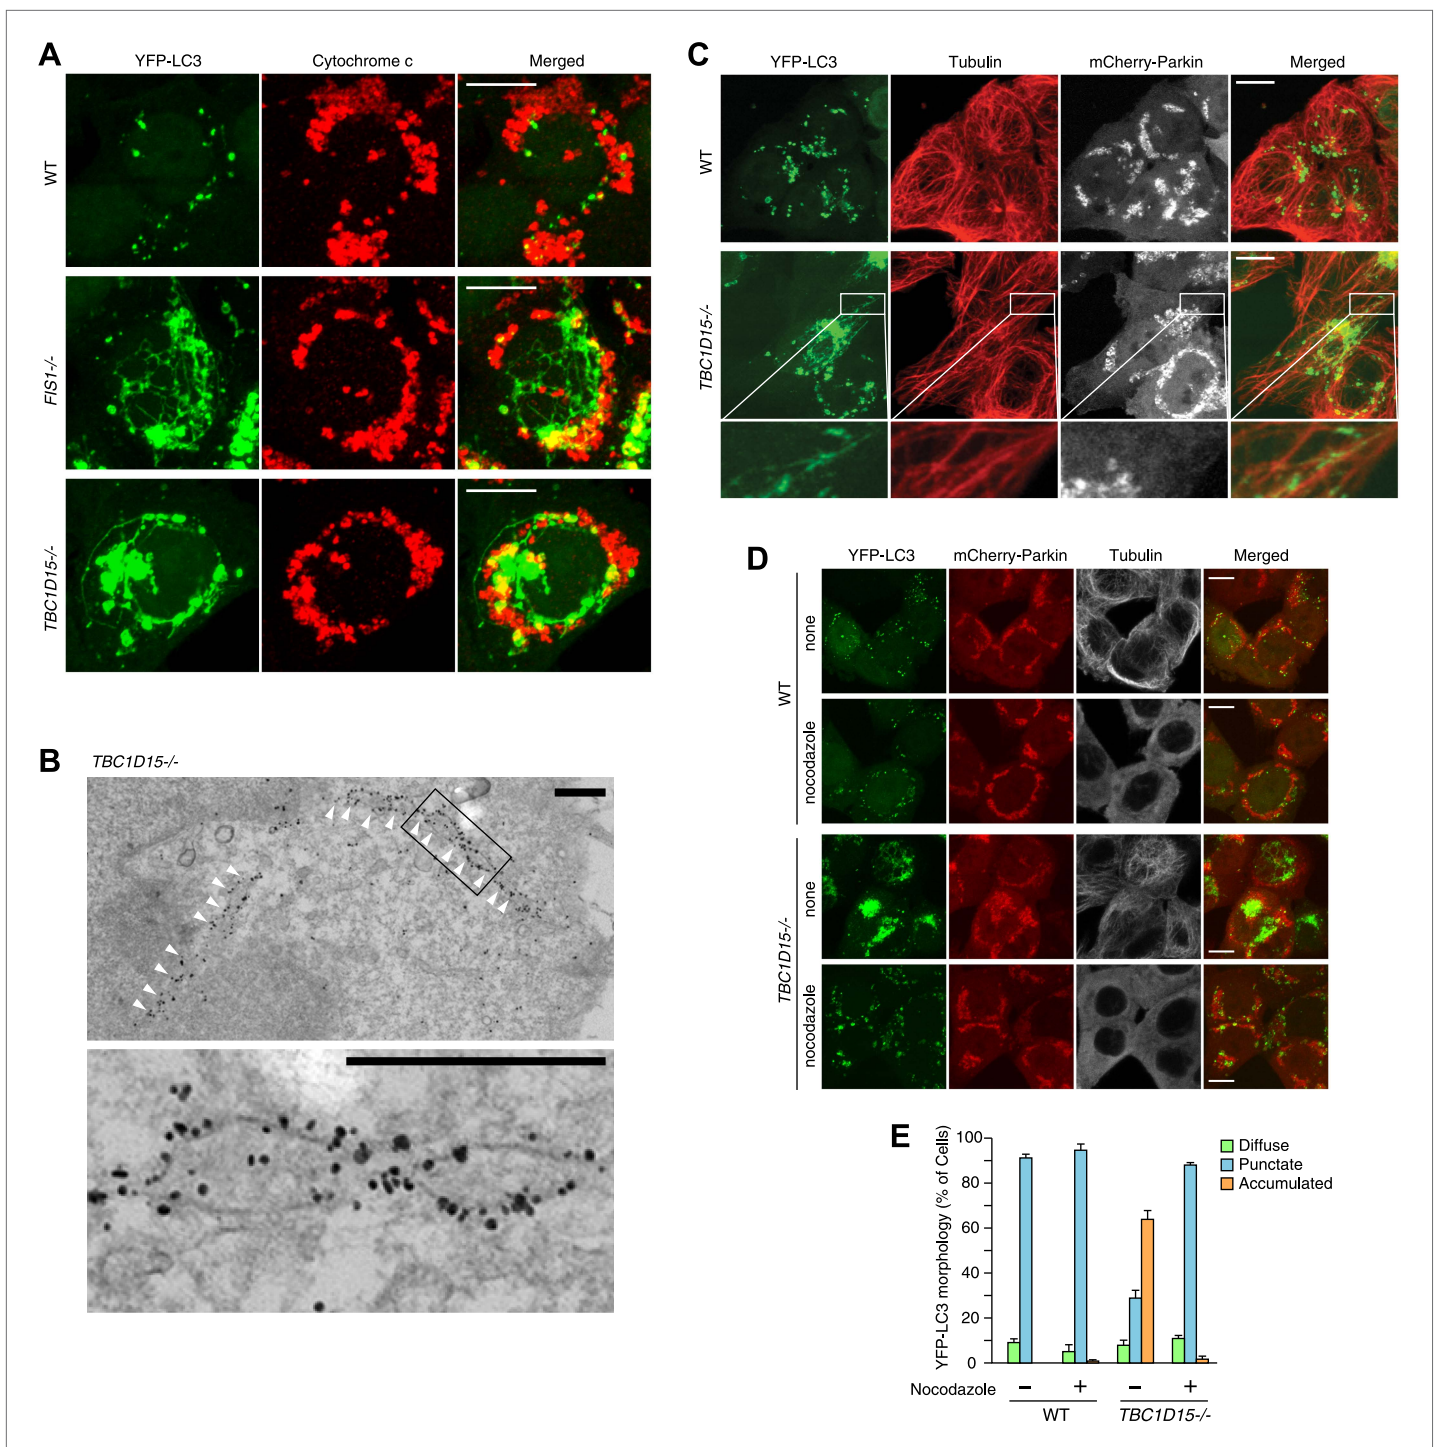 A
YFP-LC3 Cytochrome c Merged
WT
FIS1-/-
TBC1D15-/-
B
TBC1D15-/-
C
YFP-LC3 Tubulin mCherry-Parkin Merged
WT
TBC1D15-/-
D
YFP-LC3 mCherry-Parkin Tubulin Merged
WT
none
nocodazole
TBC1D15-/-
none
nocodazole
E
YFP-LC3 morphology (% of Cells)
100
80
60
40
20
0
Diffuse
Punctate
Accumulated
Nocodazole − + − +
WT TBC1D15-/-